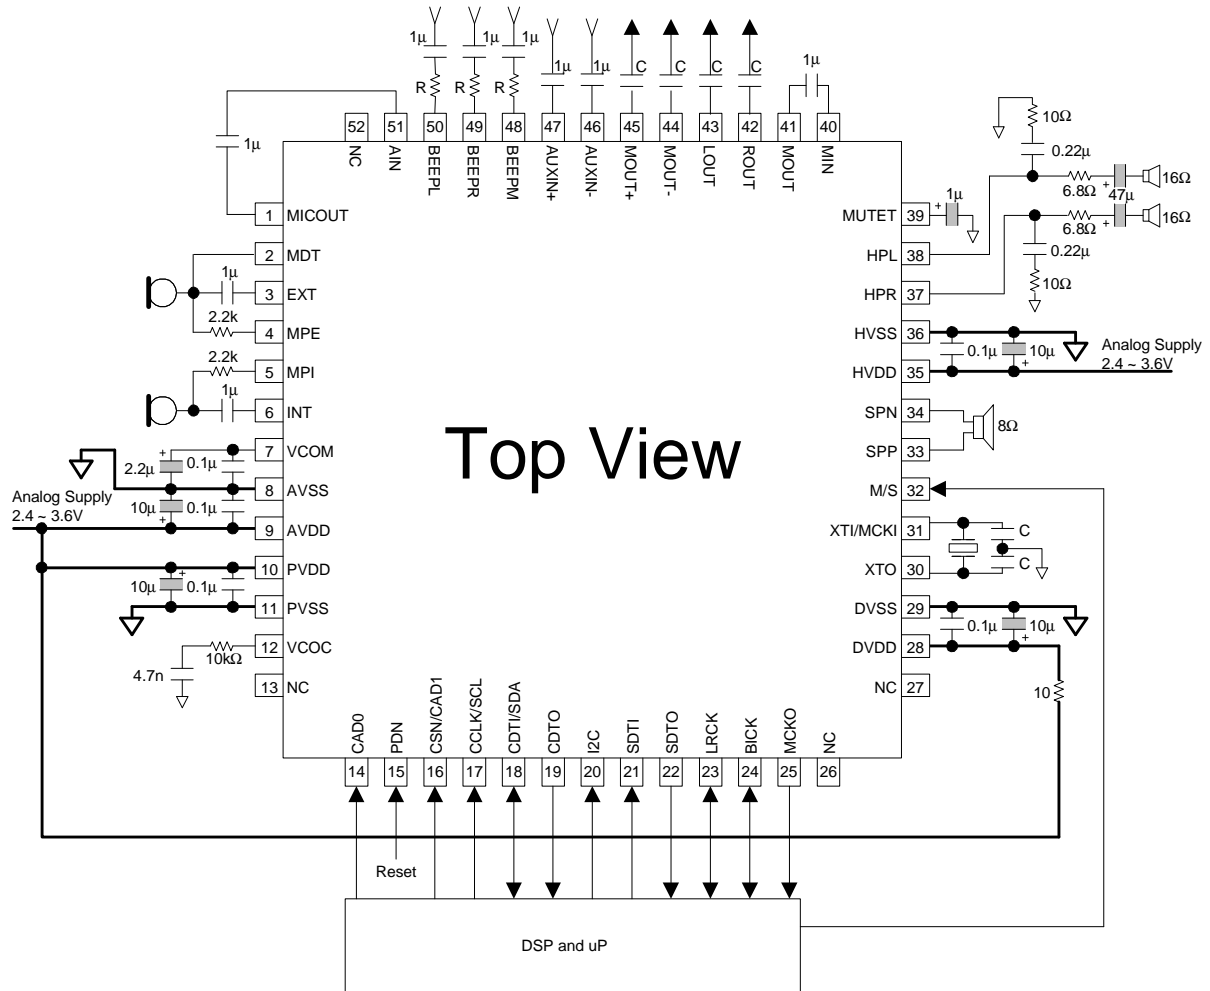 1μ 1μ 1μ 1μ 1μ
R R R C C C C 1μ
52 51 50 49 48 47 46 45 44 43 42 41 40
NC AIN BEEPL BEEPR BEEPM AUXIN+ AUXIN- MOUT+ MOUT- LOUT ROUT MOUT MIN
1μ
10Ω
0.22μ
6.8Ω + 47μ 16Ω
6.8Ω + 16Ω
0.22μ
10Ω
1 MICOUT
2 MDT
1μ
3 EXT
2.2k
4 MPE
2.2k
5 MPI
1μ
6 INT
7 VCOM
+
2.2μ 0.1μ
8 AVSS
Analog Supply
2.4 ~ 3.6V
10μ 0.1μ
+
9 AVDD
10 PVDD
+
10μ 0.1μ
11 PVSS
12 VCOC
10kΩ
4.7n
13 NC
Top View
MUTET 39
+ 1μ
HPL 38
HPR 37
HVSS 36
0.1μ 10μ
+
Analog Supply
2.4 ~ 3.6V
HVDD 35
SPN 34
8Ω
SPP 33
M/S 32
XTI/MCKI 31
C
C
XTO 30
DVSS 29
0.1μ 10μ
+
DVDD 28
NC 27
10
CAD0 PDN CSN/CAD1 CCLK/SCL CDTI/SDA CDTO I2C SDTI SDTO LRCK BICK MCKO NC
14 15 16 17 18 19 20 21 22 23 24 25 26
Reset
DSP and uP